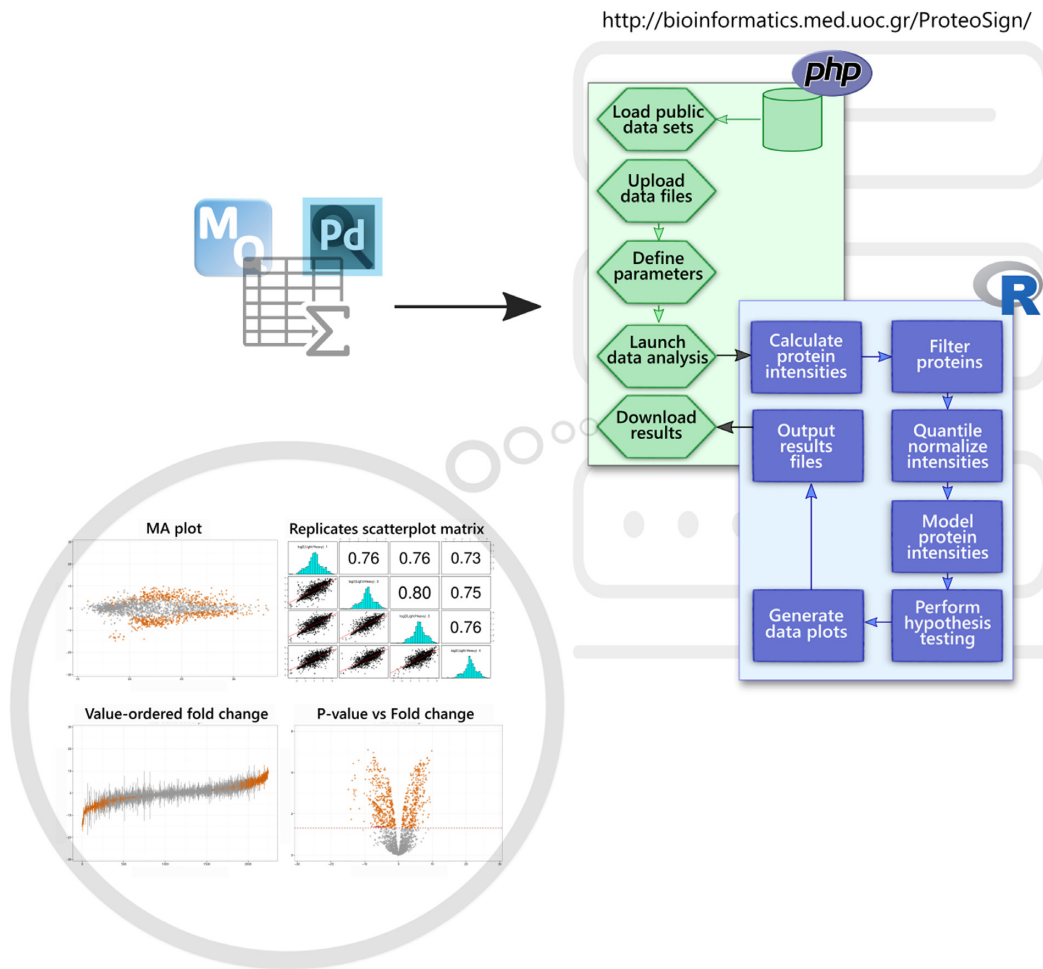 http://bioinformatics.med.uoc.gr/ProteoSign/
php
Load public
data sets
Upload
data files
Define
parameters
Launch
data analysis
Download
results
R
Calculate
protein
intensities
Filter
proteins
Quantile
normalize
intensities
Model
protein
intensities
Perform
hypothesis
testing
Generate
data plots
Output
results
files
M
Q
Pd
Σ
MA plot
Replicates scatterplot matrix
0.76
0.76
0.73
0.80
0.75
0.76
Value-ordered fold change
P-value vs Fold change